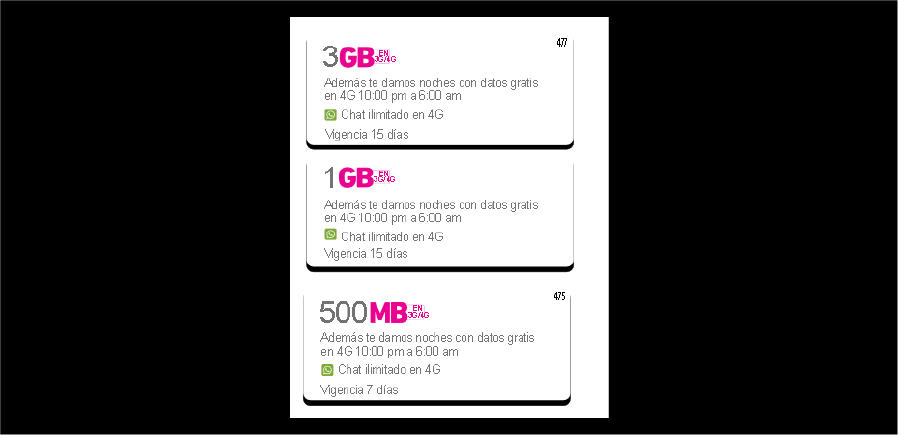 477
3GB EN 3G/4G
Además te damos noches con datos gratis
en 4G 10:00 pm a 6:00 am
Chat ilimitado en 4G
Vigencia 15 días
1GB EN 3G/4G
Además te damos noches con datos gratis
en 4G 10:00 pm a 6:00 am
Chat ilimitado en 4G
Vigencia 15 días
475
500MB EN 3G/4G
Además te damos noches con datos gratis
en 4G 10:00 pm a 6:00 am
Chat ilimitado en 4G
Vigencia 7 días